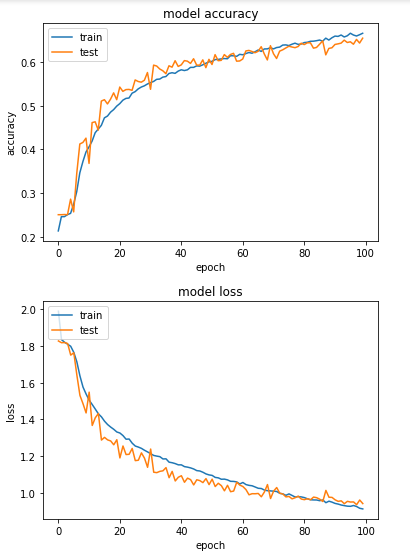 model accuracy
train
test
accuracy
0.6
0.5
0.4
0.3
0.2
0 20 40 60 80 100
epoch
model loss
train
test
loss
2.0
1.8
1.6
1.4
1.2
1.0
0 20 40 60 80 100
epoch